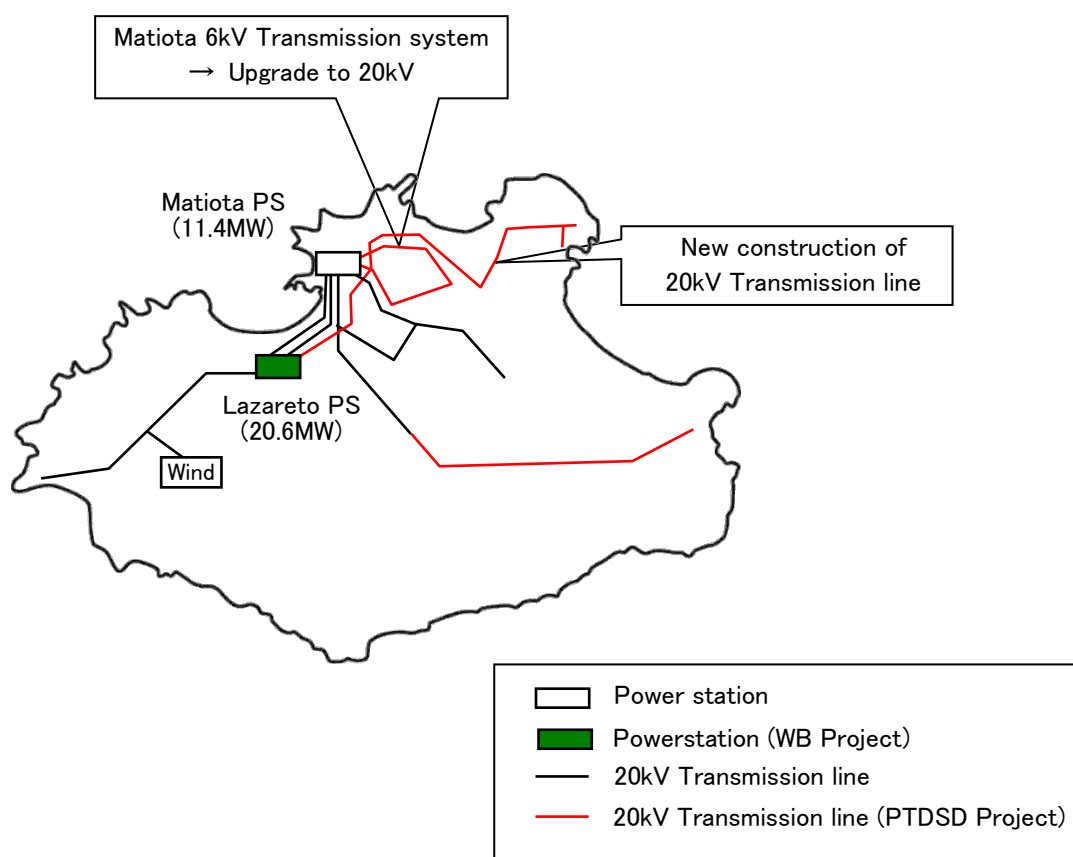 Matiota 6kV Transmission system
→ Upgrade to 20kV
Matiota PS
(11.4MW)
New construction of
20kV Transmission line
Lazareto PS
(20.6MW)
Wind
Power station
Powerstation (WB Project)
20kV Transmission line
20kV Transmission line (PTDSD Project)